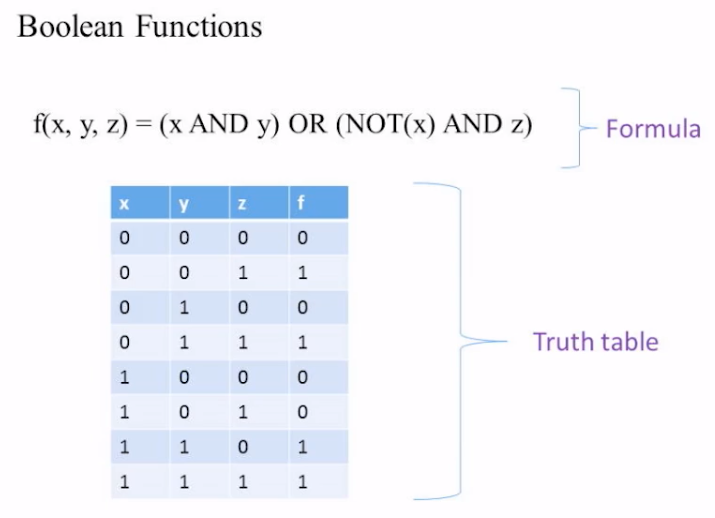 Boolean Functions
f(x, y, z) = (x AND y) OR (NOT(x) AND z)
Formula
x y z f
0 0 0 0
0 0 1 1
0 1 0 0
0 1 1 1
1 0 0 0
1 0 1 0
1 1 0 1
1 1 1 1
Truth table